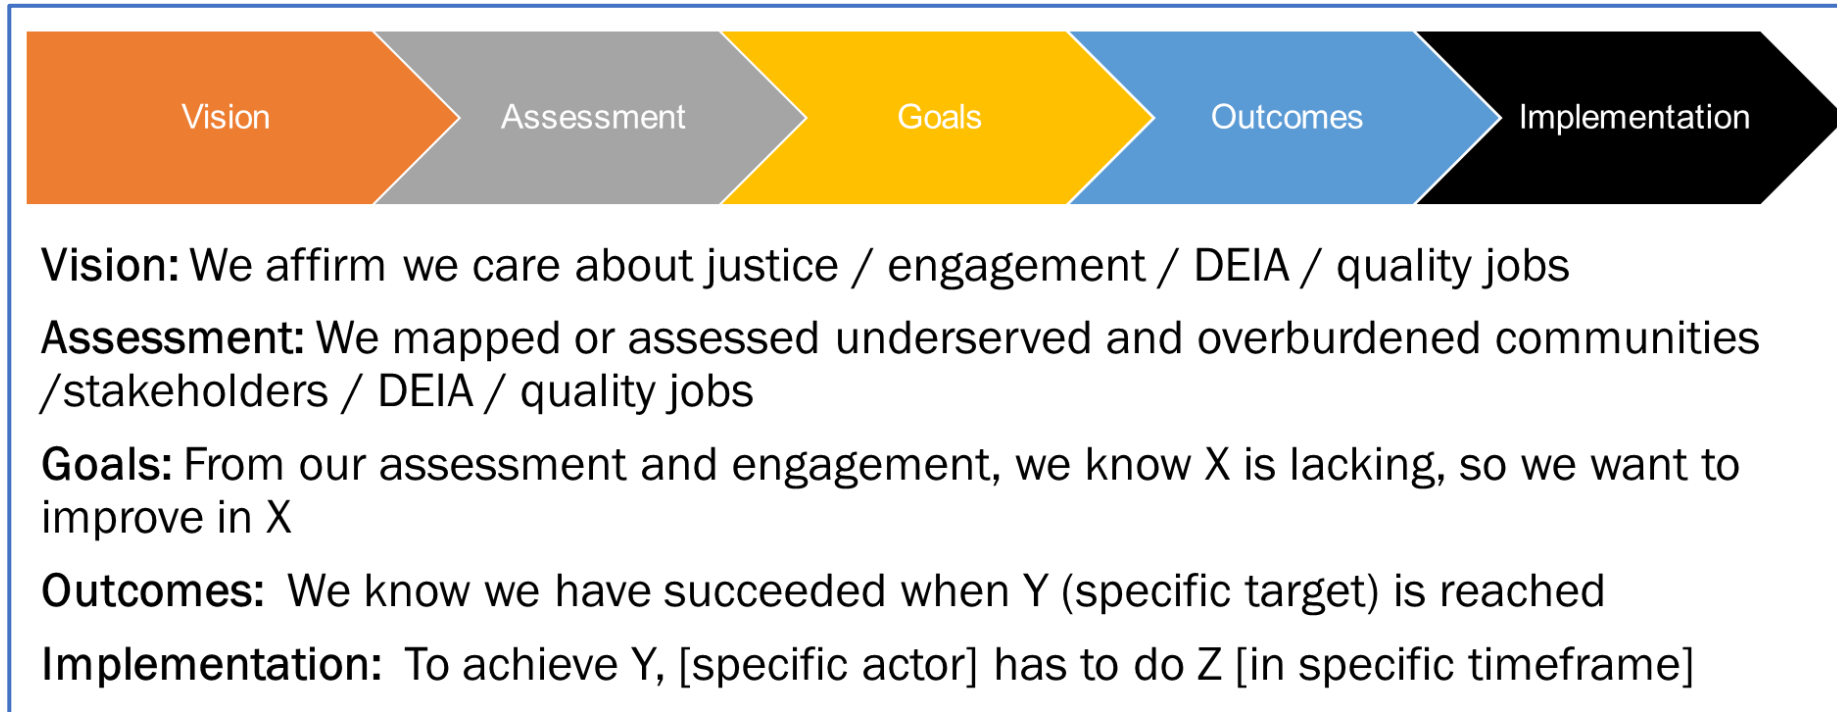 Vision
Assessment
Goals
Outcomes
Implementation
Vision: We affirm we care about justice / engagement / DEIA / quality jobs
Assessment: We mapped or assessed underserved and overburdened communities
/stakeholders / DEIA / quality jobs
Goals: From our assessment and engagement, we know X is lacking, so we want to
improve in X
Outcomes:  We know we have succeeded when Y (specific target) is reached
Implementation:  To achieve Y, [specific actor] has to do Z [in specific timeframe]